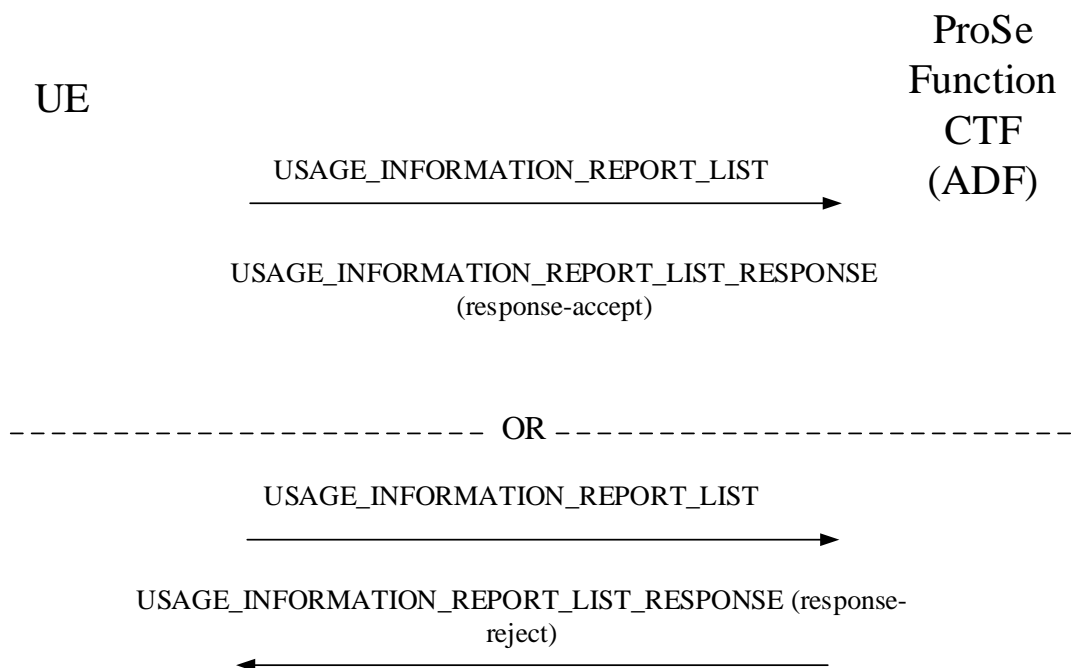 UE
ProSe
Function
CTF
(ADF)
USAGE_INFORMATION_REPORT_LIST
USAGE_INFORMATION_REPORT_LIST_RESPONSE
(response-accept)
OR
USAGE_INFORMATION_REPORT_LIST
USAGE_INFORMATION_REPORT_LIST_RESPONSE (response-
reject)